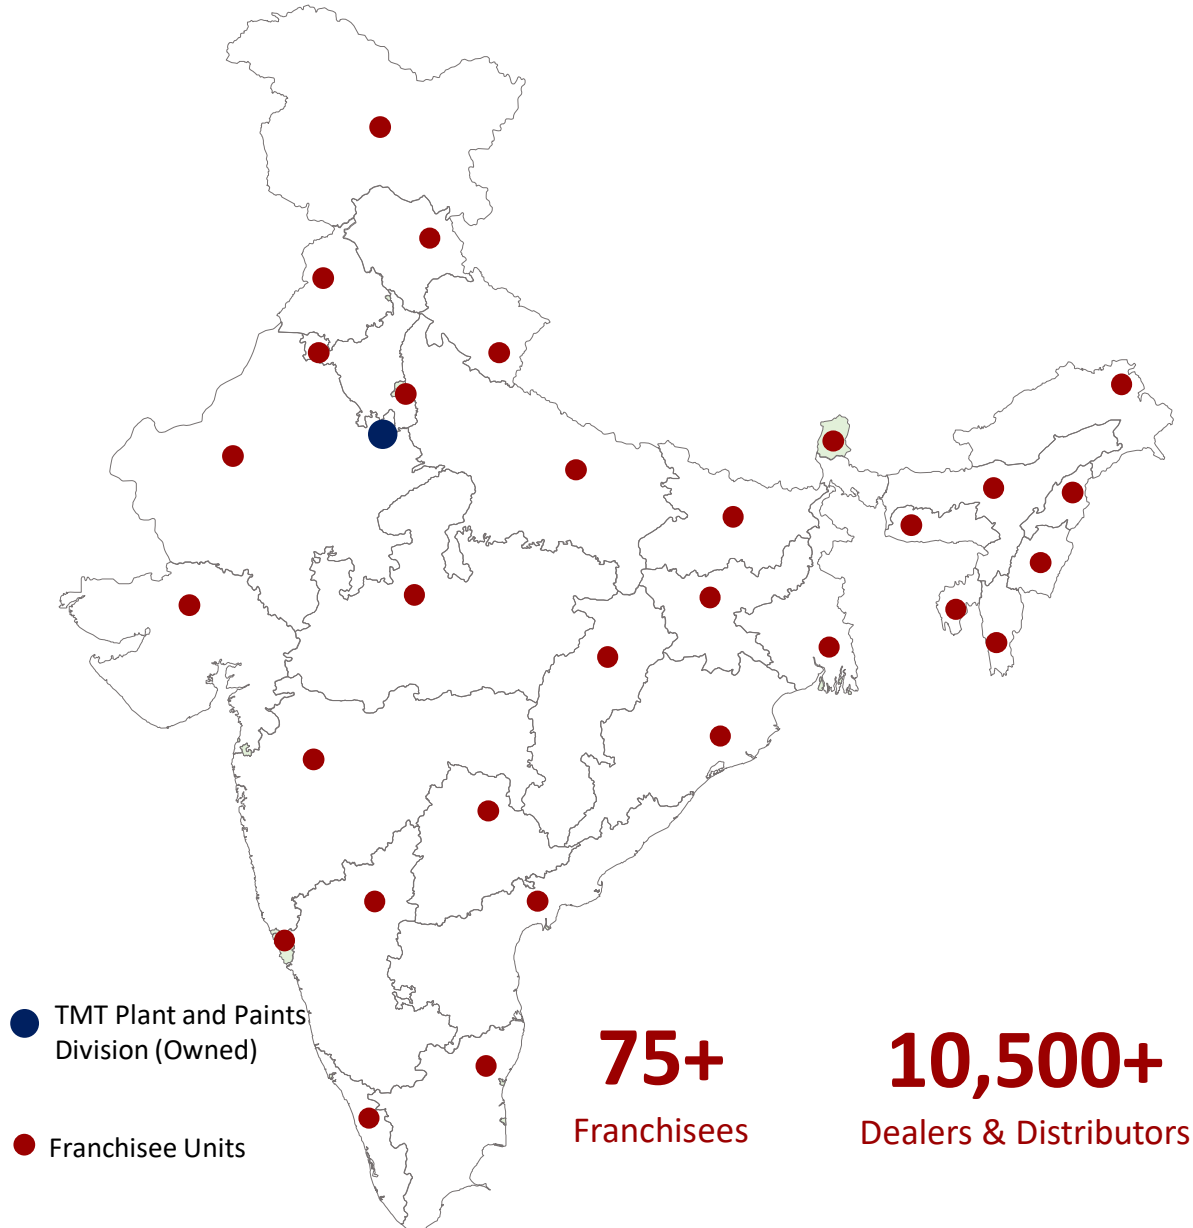 TMT Plant and Paints
Division (Owned)
Franchisee Units
75+
Franchisees
10,500+
Dealers & Distributors